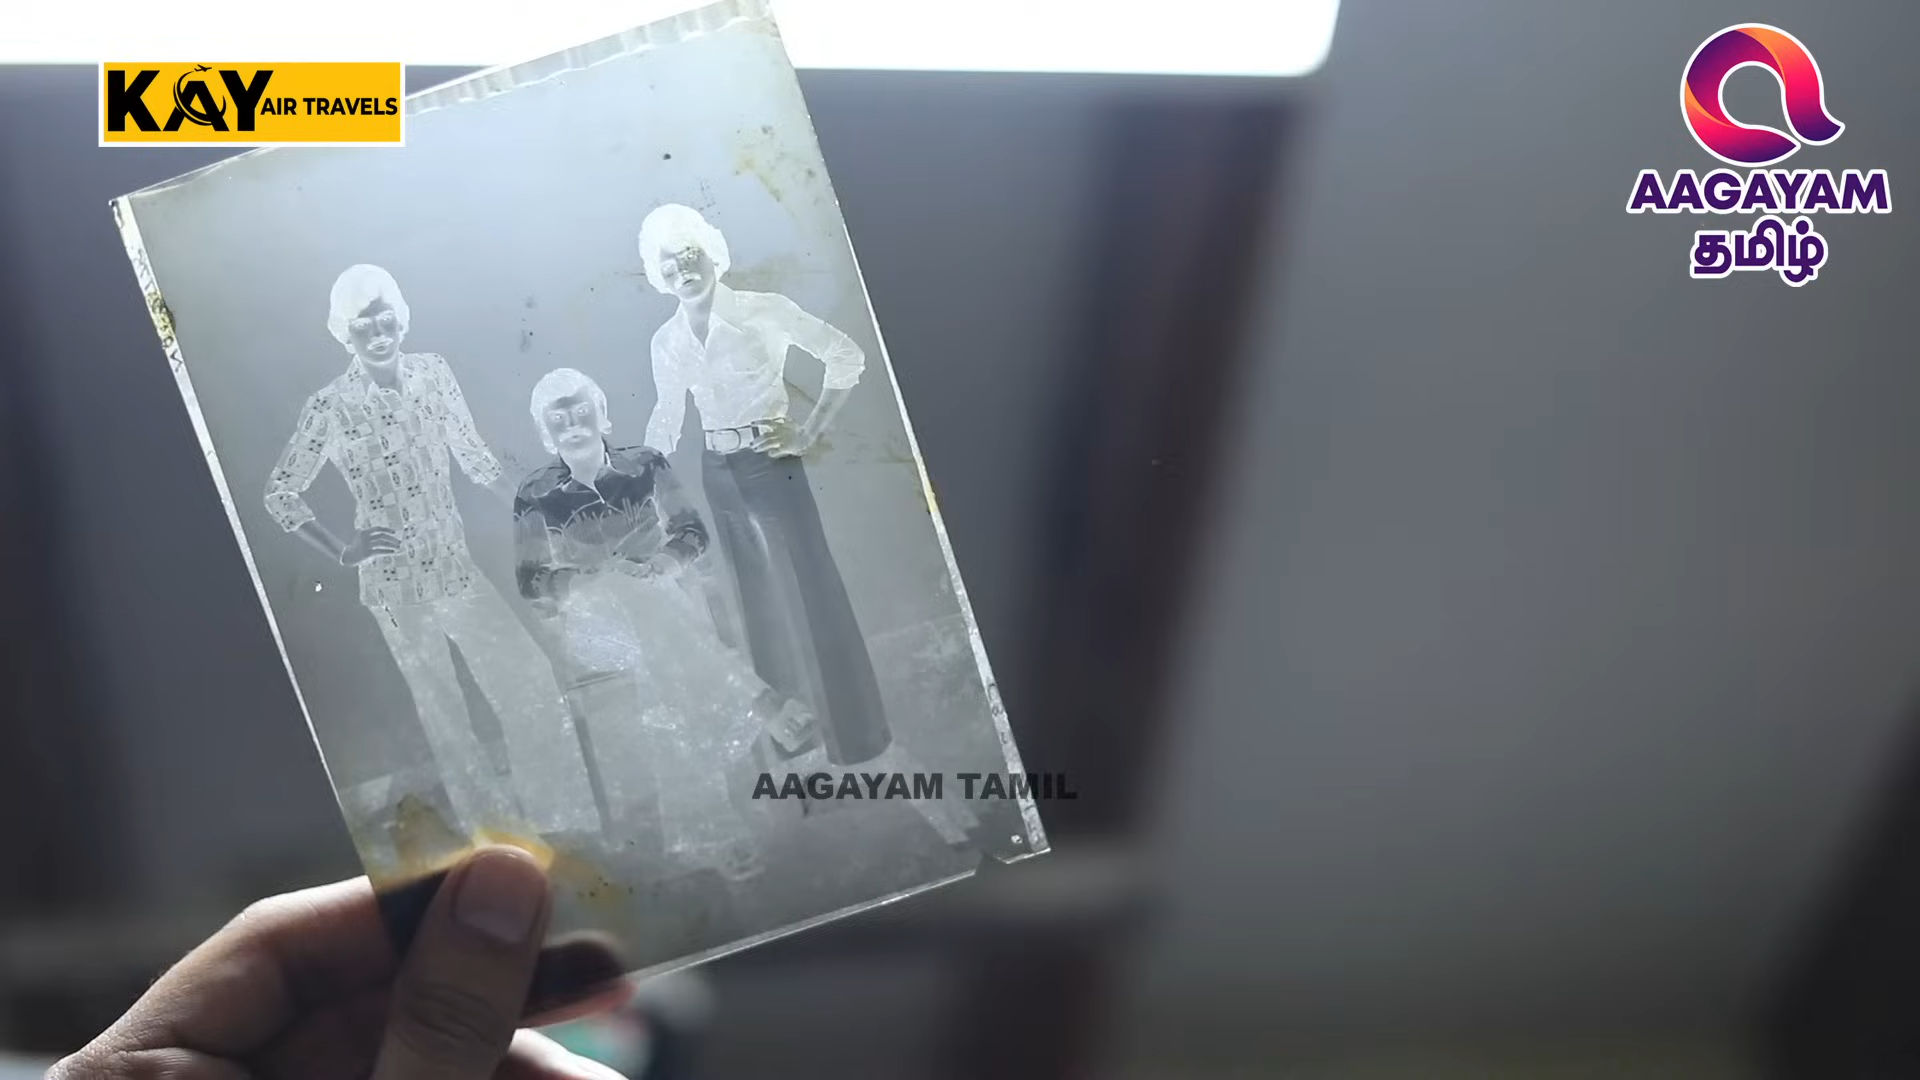 KAY AIR TRAVELS
AAGAYAM
தமிழ்
AAGAYAM TAMIL